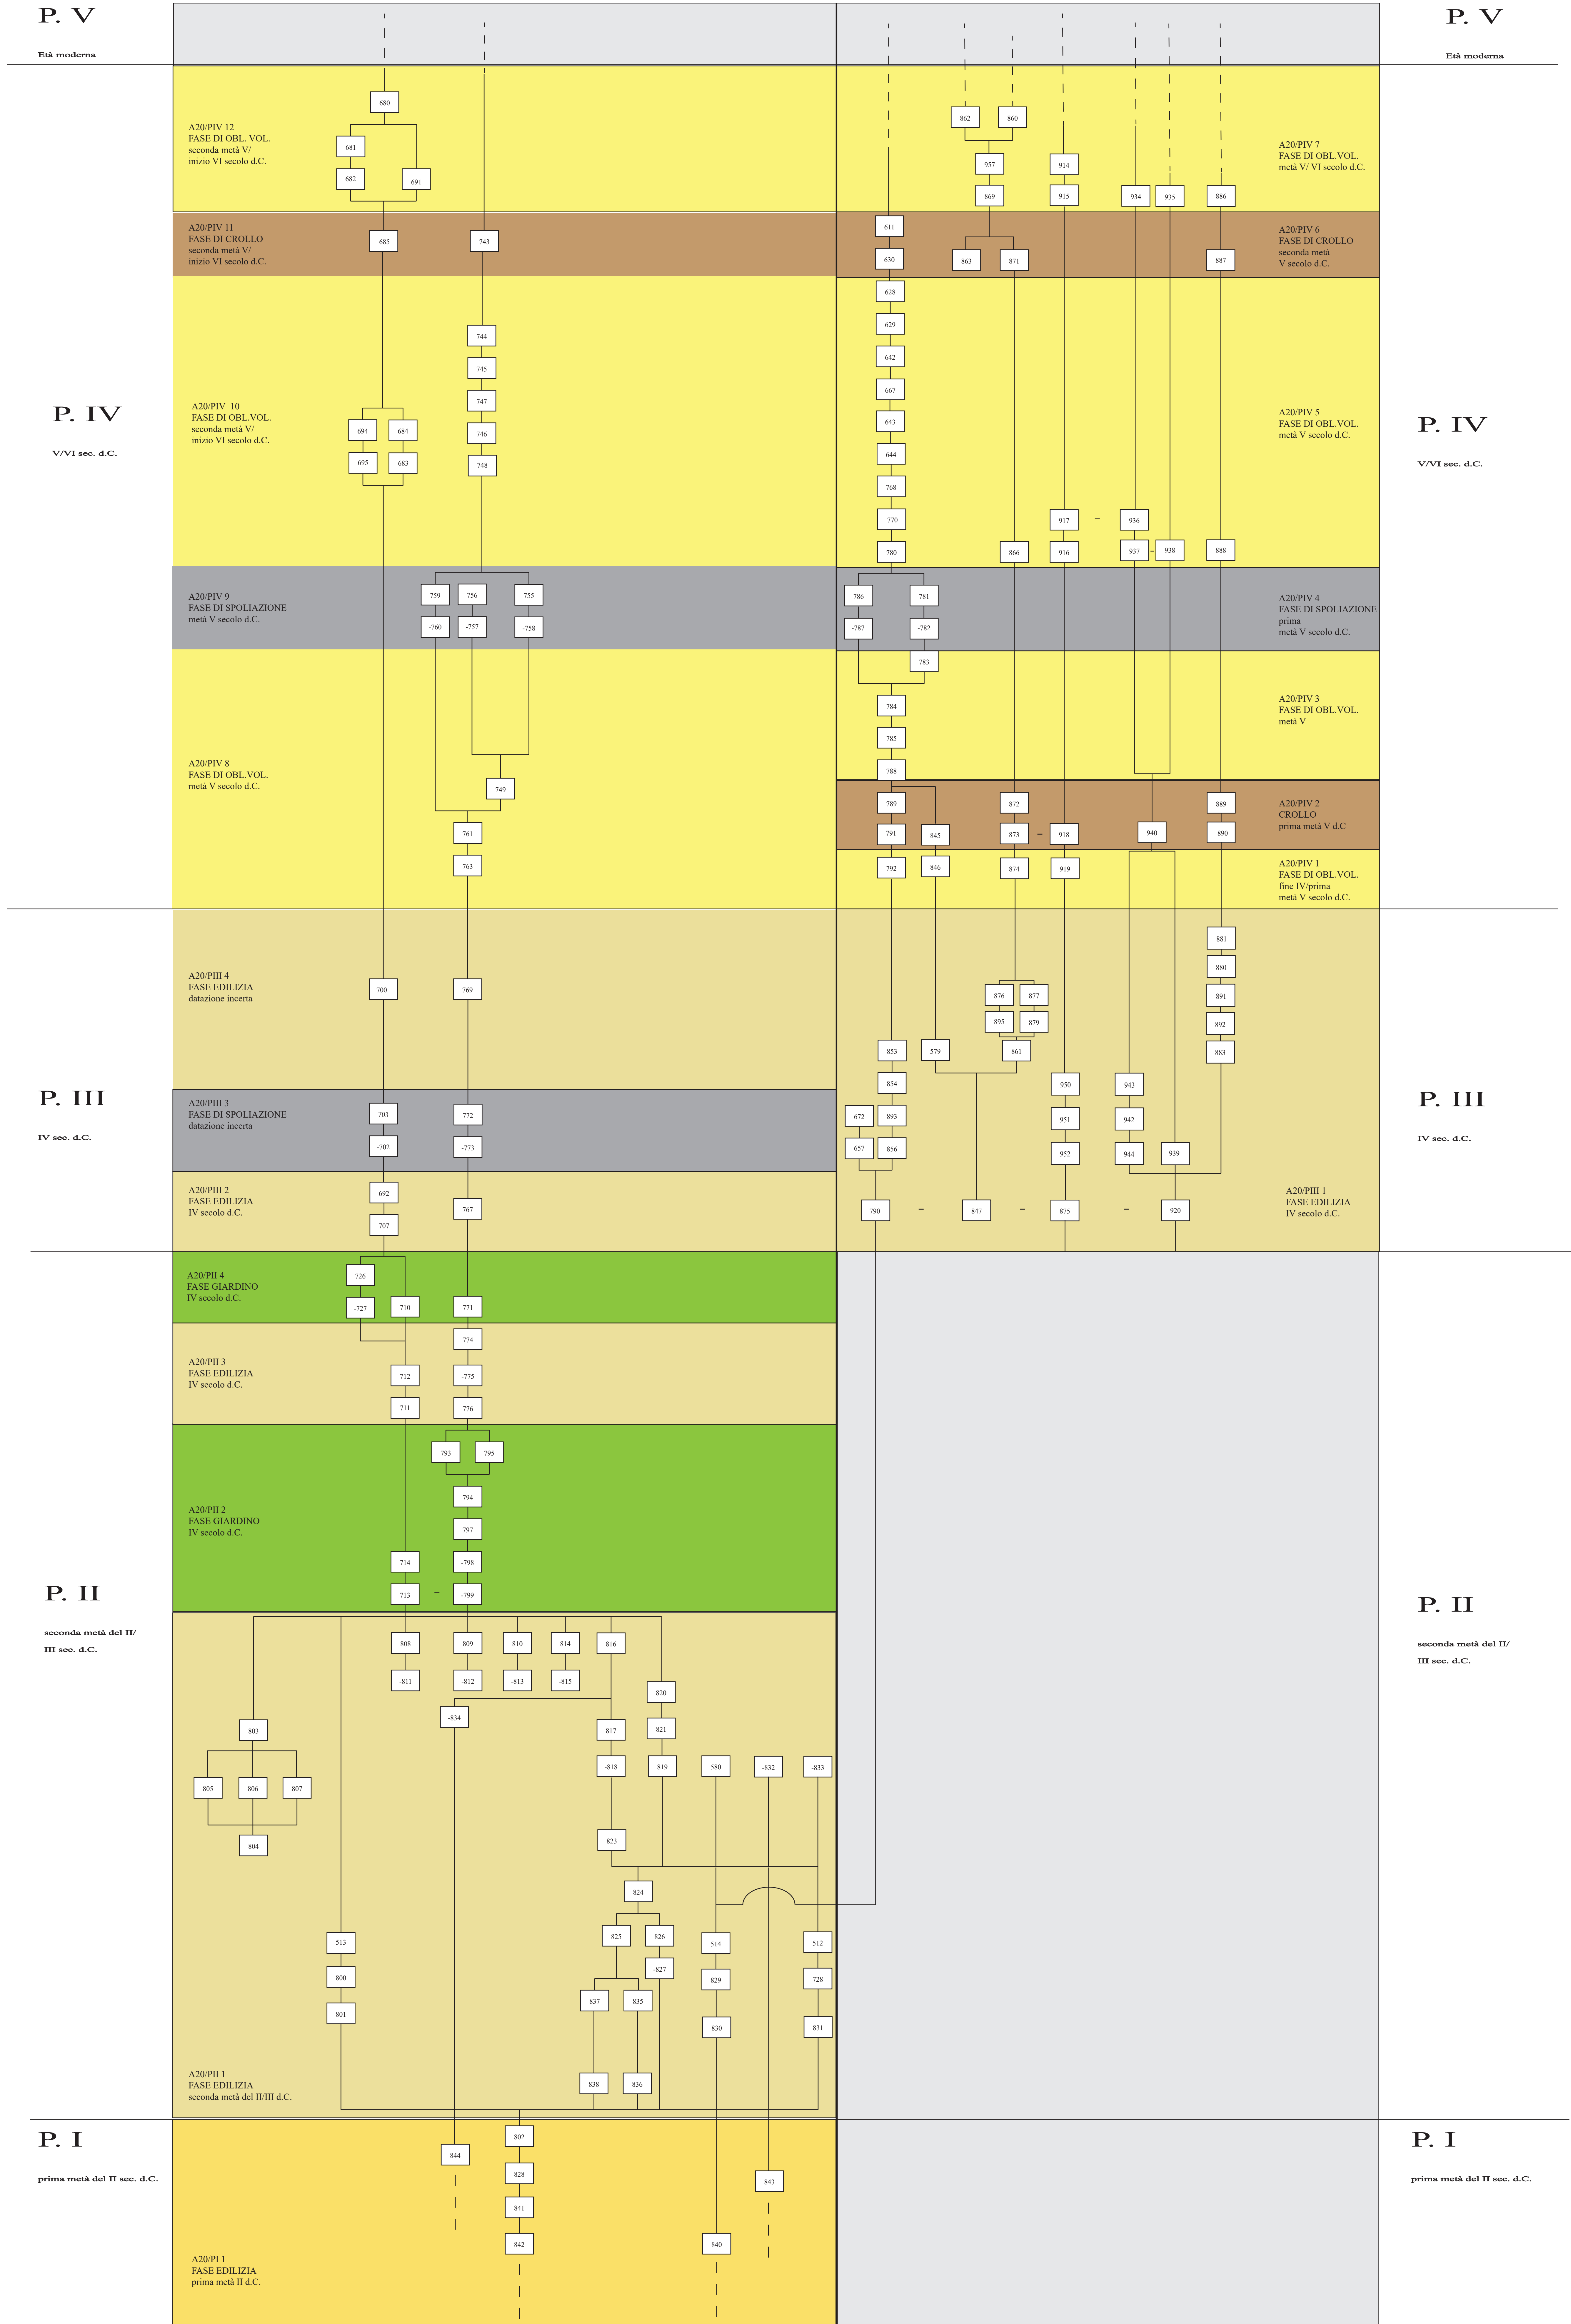 P. V
P. V
Età moderna
Età moderna
680
862
860
A20/PIV 12
FASE DI OBL. VOL.
seconda metà V/
inizio VI secolo d.C.
681
682
691
957
914
869
915
934
935
886
A20/PIV 7
FASE DI OBL.VOL.
metà V/ VI secolo d.C.
A20/PIV 11
FASE DI CROLLO
seconda metà V/
inizio VI secolo d.C.
685
743
611
630
863
871
887
A20/PIV 6
FASE DI CROLLO
seconda metà
V secolo d.C.
P. IV
V/VI sec. d.C.
A20/PIV 10
FASE DI OBL.VOL.
seconda metà V/
inizio VI secolo d.C.
744
745
747
746
748
694
684
695
683
628
629
642
667
643
644
768
770
780
866
917 = 936
916
937 = 938
888
A20/PIV 5
FASE DI OBL.VOL.
metà V secolo d.C.
P. IV
V/VI sec. d.C.
A20/PIV 9
FASE DI SPOLIAZIONE
metà V secolo d.C.
759
756
755
-760
-757
-758
786
781
-787
-782
A20/PIV 4
FASE DI SPOLIAZIONE
prima
metà V secolo d.C.
A20/PIV 8
FASE DI OBL.VOL.
metà V secolo d.C.
749
761
763
783
784
785
788
A20/PIV 3
FASE DI OBL.VOL.
metà V
789
872
889
791
845
873 = 918
940
890
A20/PIV 2
CROLLO
prima metà V d.C
792
846
874
919
A20/PIV 1
FASE DI OBL.VOL.
fine IV/prima
metà V secolo d.C.
P. III
IV sec. d.C.
A20/PIII 4
FASE EDILIZIA
datazione incerta
700
769
A20/PIII 3
FASE DI SPOLIAZIONE
datazione incerta
703
772
-702
-773
A20/PIII 2
FASE EDILIZIA
IV secolo d.C.
692
707
767
881
880
891
892
883
876
877
895
879
853
579
861
854
950
943
672
893
951
942
657
856
952
944
939
790 = 847 = 875 = 920
A20/PIII 1
FASE EDILIZIA
IV secolo d.C.
P. III
IV sec. d.C.
A20/PII 4
FASE GIARDINO
IV secolo d.C.
726
-727
710
771
A20/PII 3
FASE EDILIZIA
IV secolo d.C.
774
712
-775
711
776
A20/PII 2
FASE GIARDINO
IV secolo d.C.
793
795
794
797
714
-798
713 = -799
P. II
seconda metà del II/
III sec. d.C.
P. II
seconda metà del II/
III sec. d.C.
808
809
810
814
816
-811
-812
-813
-815
820
-834
803
817
821
-818
819
580
-832
-833
805
806
807
804
823
824
825
826
513
514
512
-827
800
829
728
837
835
801
830
831
838
836
A20/PII 1
FASE EDILIZIA
seconda metà del II/III d.C.
P. I
prima metà del II sec. d.C.
P. I
prima metà del II sec. d.C.
802
844
828
843
841
842
840
A20/PI 1
FASE EDILIZIA
prima metà II d.C.